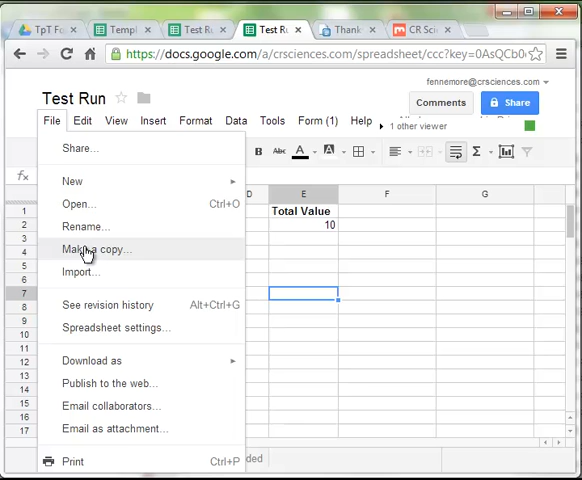 TpT Fo
Templ
Test R
Test Ru
Thank
CR Sci
https://docs.google.com/a/crsciences.com/spreadsheet/ccc?key=0AsQCb0
fennemore@crsciences.com
Test Run
Comments
Share
File Edit View Insert Format Data Tools Form (1) Help
1 other viewer
B Abc A A Σ
fx
D E F G
1 Total Value
2 10
3
4
5
6
7
8
9
10
11
12
13
14
15
16
17
Share...
New
Open... Ctrl+O
Rename...
Make a copy...
Import...
See revision history Alt+Ctrl+G
Spreadsheet settings...
Download as
Publish to the web...
Email collaborators...
Email as attachment...
Print Ctrl+P
ded